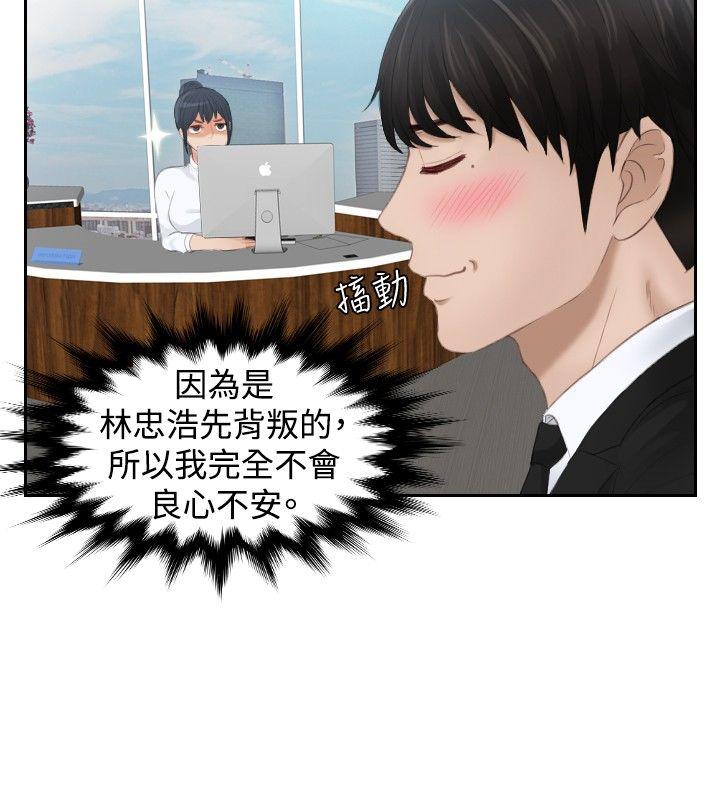 搐動
因為是
林忠浩先背叛的，
所以我完全不會
良心不安。